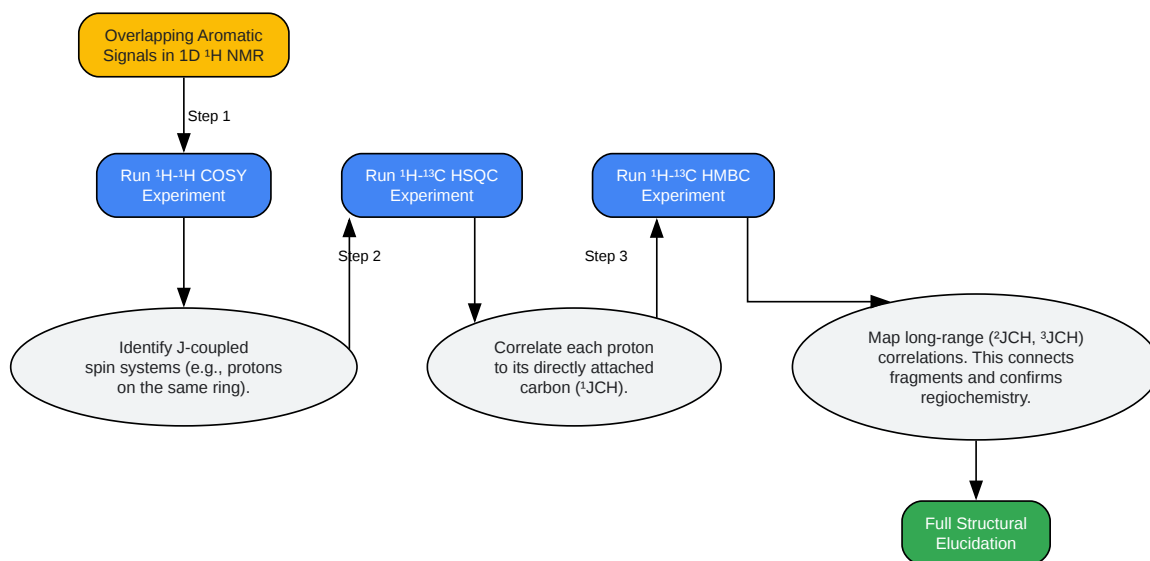 Overlapping Aromatic
Signals in 1D ¹H NMR
Step 1
Run ¹H-¹H COSY
Experiment
Identify J-coupled
spin systems (e.g., protons
on the same ring).
Step 2
Run ¹H-¹³C HSQC
Experiment
Correlate each proton
to its directly attached
carbon (¹JCH).
Step 3
Run ¹H-¹³C HMBC
Experiment
Map long-range (²JCH, ³JCH)
correlations. This connects
fragments and confirms
regiochemistry.
Full Structural
Elucidation